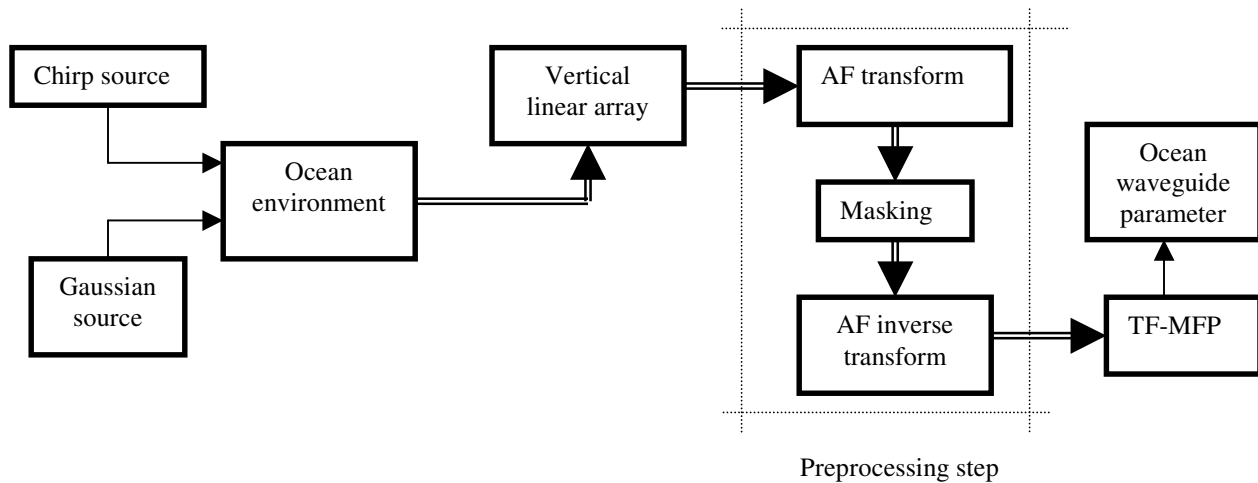 Chirp source
Gaussian
source
Ocean
environment
Vertical
linear array
AF transform
Masking
AF inverse
transform
TF-MFP
Ocean
waveguide
parameter
Preprocessing step